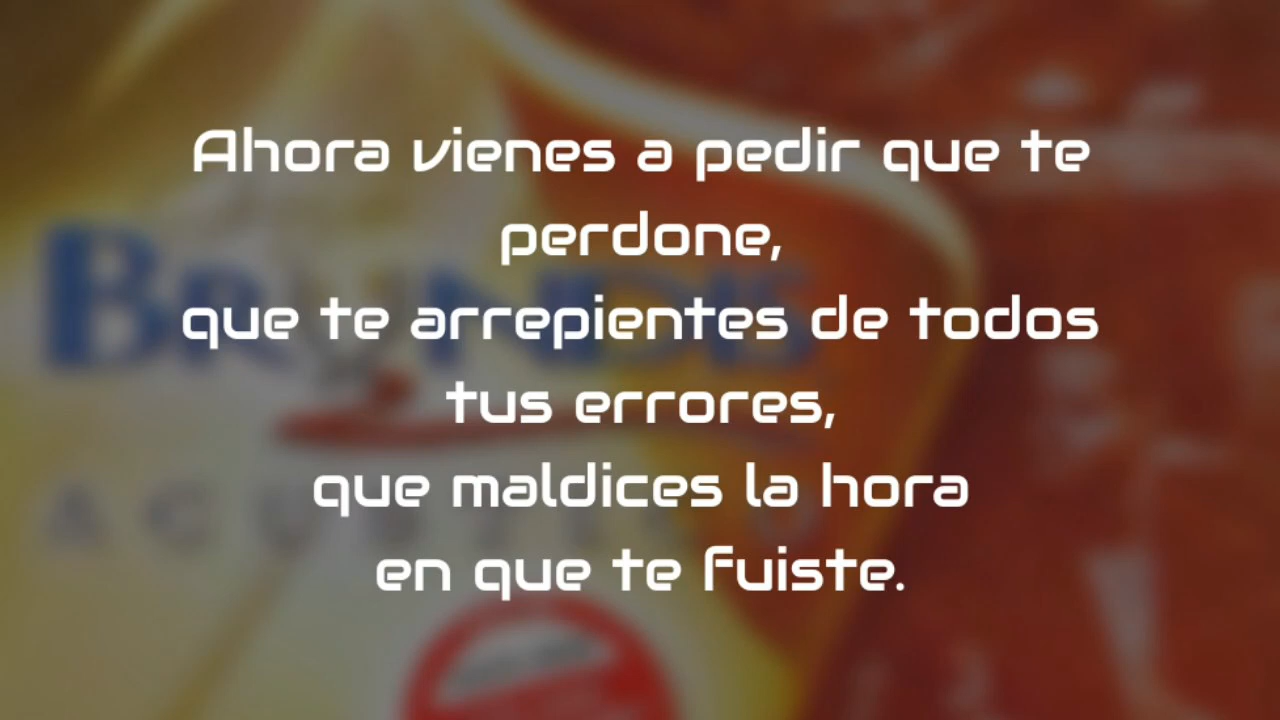 Ahora vienes a pedir que te
perdone,
que te arrepientes de todos
tus errores,
que maldices la hora
en que te fuiste.